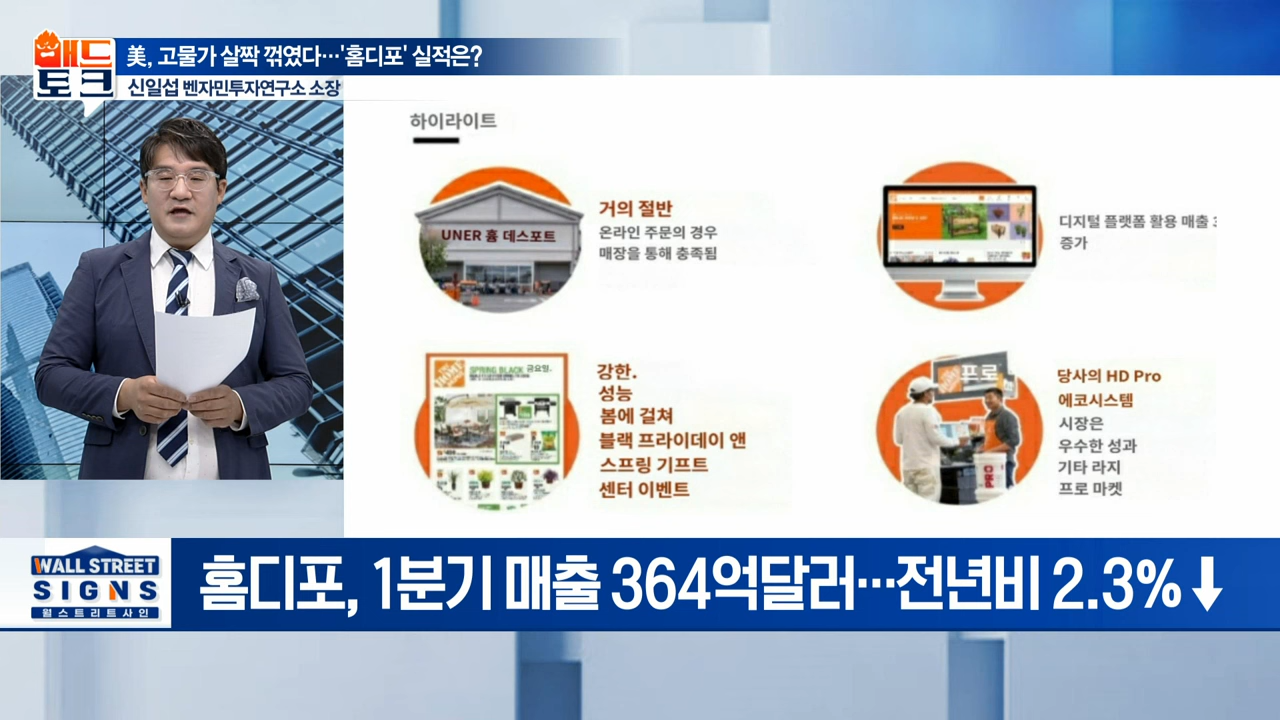 배드
토크
美, 고물가 살짝 꺾였다…'홈디포' 실적은?
신일섭 벤자민투자연구소 소장
하이라이트
UNER 홈 데스포트
거의 절반
온라인 주문의 경우
매장을 통해 충족됨
디지털 플랫폼 활용 매출
증가
THE HOME
SPRING BLACK 금요일.
강한.
성능
봄에 걸쳐
블랙 프라이데이 앤
스프링 기프트
센터 이벤트
프로
당사의 HD Pro
에코시스템
시장은
우수한 성과
기타 라지
프로 마켓
WALL STREET
SIGNS
월스트리트사인
홈디포, 1분기 매출 364억달러…전년비 2.3%↓